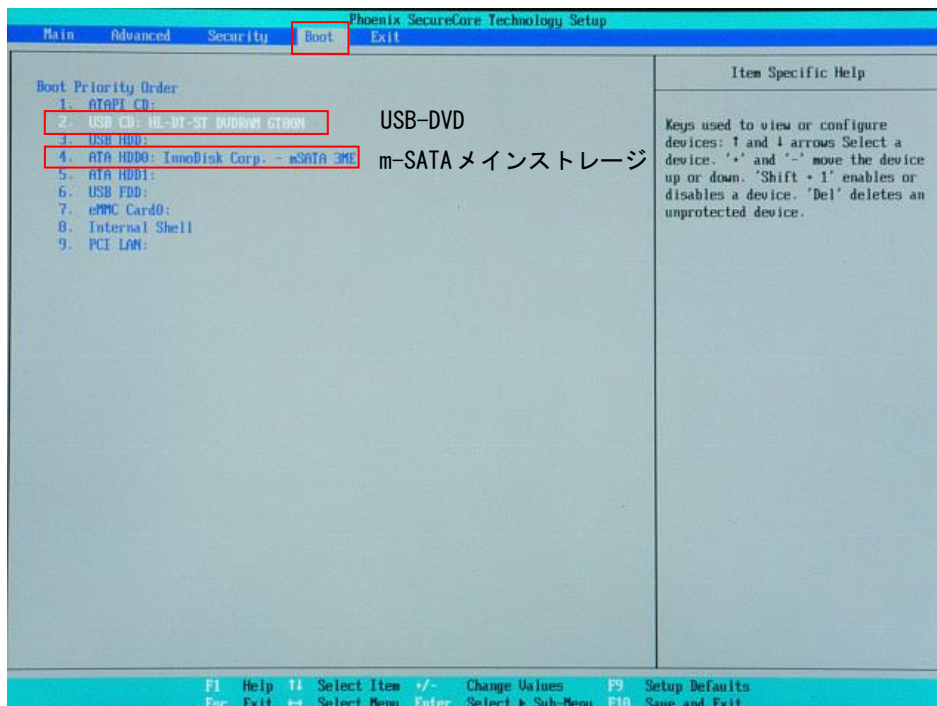 Phoenix SecureCore Technology Setup
Main Advanced Security Boot Exit
Boot Priority Order
1. ATAPI CD:
2. USB CD: HL-DT-ST DVDRAM GT80N
USB-DVD
3. USB HDD:
4. ATA HDD0: InnoDisk Corp. - mSATA 3ME
m-SATAメインストレージ
5. ATA HDD1:
6. USB FDD:
7. eMMC Card0:
8. Internal Shell
9. PCI LAN:
Item Specific Help
Keys used to view or configure
devices: ↑ and ↓ arrows Select a
device. '+' and '-' move the device
up or down. 'Shift + 1' enables or
disables a device. 'Del' deletes an
unprotected device.
F1 Help ↑↓ Select Item +/- Change Values F9 Setup Defaults
Esc Exit ↔ Select Menu Enter Select ▶ Sub-Menu F10 Save and Exit